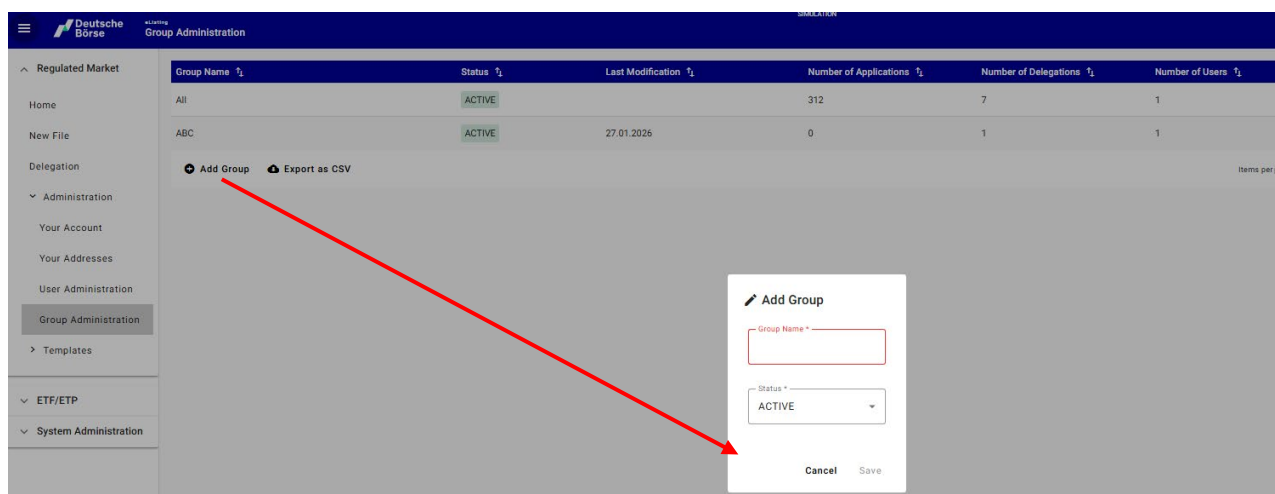 SIMULATION
Deutsche Börse
eListing
Group Administration
Regulated Market
Home
New File
Delegation
Administration
Your Account
Your Addresses
User Administration
Group Administration
Templates
ETF/ETP
System Administration
Group Name Status Last Modification Number of Applications Number of Delegations Number of Users
All ACTIVE 312 7 1
ABC ACTIVE 27.01.2026 0 1 1
Add Group Export as CSV Items per
Add Group
Group Name *
Status *
ACTIVE
Cancel Save